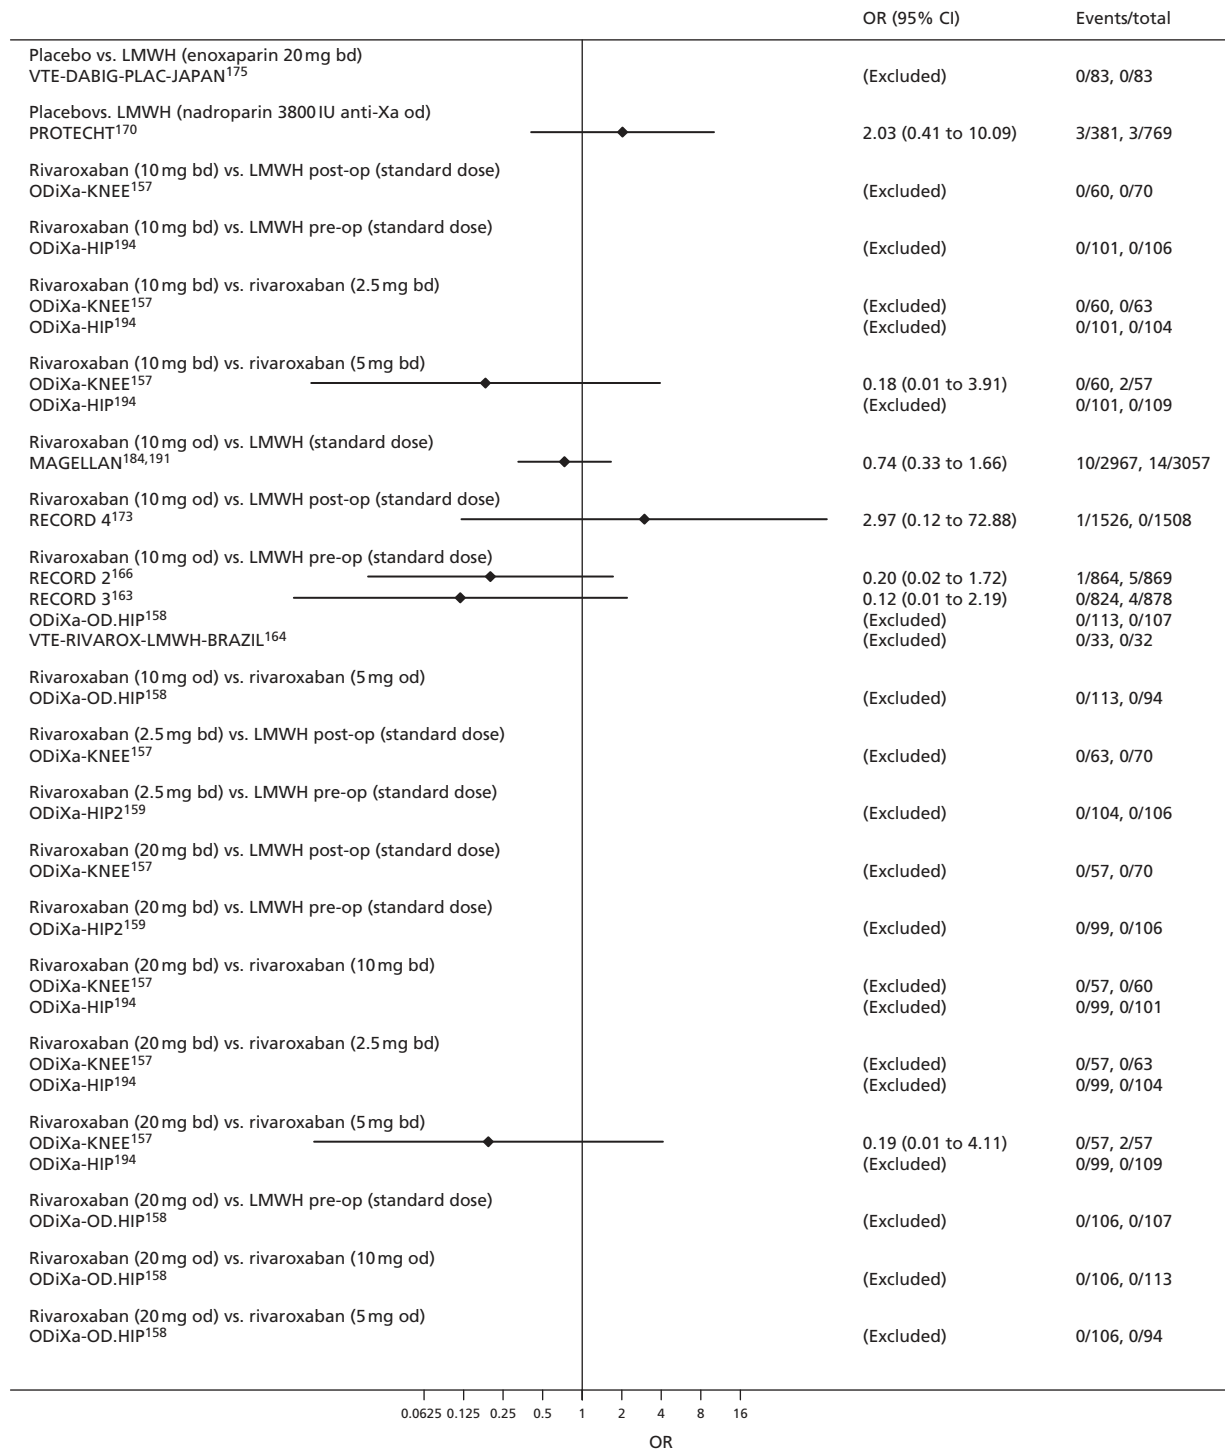 OR (95% CI) Events/total
Placebo vs. LMWH (enoxaparin 20 mg bd)
VTE-DABIG-PLAC-JAPAN175 (Excluded) 0/83, 0/83
Placebovs. LMWH (nadroparin 3800 IU anti-Xa od)
PROTECHT170 2.03 (0.41 to 10.09) 3/381, 3/769
Rivaroxaban (10 mg bd) vs. LMWH post-op (standard dose)
ODiXa-KNEE157 (Excluded) 0/60, 0/70
Rivaroxaban (10 mg bd) vs. LMWH pre-op (standard dose)
ODiXa-HIP194 (Excluded) 0/101, 0/106
Rivaroxaban (10 mg bd) vs. rivaroxaban (2.5 mg bd)
ODiXa-KNEE157 (Excluded) 0/60, 0/63
ODiXa-HIP194 (Excluded) 0/101, 0/104
Rivaroxaban (10 mg bd) vs. rivaroxaban (5 mg bd)
ODiXa-KNEE157 0.18 (0.01 to 3.91) 0/60, 2/57
ODiXa-HIP194 (Excluded) 0/101, 0/109
Rivaroxaban (10 mg od) vs. LMWH (standard dose)
MAGELLAN184,191 0.74 (0.33 to 1.66) 10/2967, 14/3057
Rivaroxaban (10 mg od) vs. LMWH post-op (standard dose)
RECORD 4173 2.97 (0.12 to 72.88) 1/1526, 0/1508
Rivaroxaban (10 mg od) vs. LMWH pre-op (standard dose)
RECORD 2166 0.20 (0.02 to 1.72) 1/864, 5/869
RECORD 3163 0.12 (0.01 to 2.19) 0/824, 4/878
ODiXa-OD.HIP158 (Excluded) 0/113, 0/107
VTE-RIVAROX-LMWH-BRAZIL164 (Excluded) 0/33, 0/32
Rivaroxaban (10 mg od) vs. rivaroxaban (5 mg od)
ODiXa-OD.HIP158 (Excluded) 0/113, 0/94
Rivaroxaban (2.5 mg bd) vs. LMWH post-op (standard dose)
ODiXa-KNEE157 (Excluded) 0/63, 0/70
Rivaroxaban (2.5 mg bd) vs. LMWH pre-op (standard dose)
ODiXa-HIP2159 (Excluded) 0/104, 0/106
Rivaroxaban (20 mg bd) vs. LMWH post-op (standard dose)
ODiXa-KNEE157 (Excluded) 0/57, 0/70
Rivaroxaban (20 mg bd) vs. LMWH pre-op (standard dose)
ODiXa-HIP2159 (Excluded) 0/99, 0/106
Rivaroxaban (20 mg bd) vs. rivaroxaban (10 mg bd)
ODiXa-KNEE157 (Excluded) 0/57, 0/60
ODiXa-HIP194 (Excluded) 0/99, 0/101
Rivaroxaban (20 mg bd) vs. rivaroxaban (2.5 mg bd)
ODiXa-KNEE157 (Excluded) 0/57, 0/63
ODiXa-HIP194 (Excluded) 0/99, 0/104
Rivaroxaban (20 mg bd) vs. rivaroxaban (5 mg bd)
ODiXa-KNEE157 0.19 (0.01 to 4.11) 0/57, 2/57
ODiXa-HIP194 (Excluded) 0/99, 0/109
Rivaroxaban (20 mg od) vs. LMWH pre-op (standard dose)
ODiXa-OD.HIP158 (Excluded) 0/106, 0/107
Rivaroxaban (20 mg od) vs. rivaroxaban (10 mg od)
ODiXa-OD.HIP158 (Excluded) 0/106, 0/113
Rivaroxaban (20 mg od) vs. rivaroxaban (5 mg od)
ODiXa-OD.HIP158 (Excluded) 0/106, 0/94
0.0625 0.125 0.25 0.5 1 2 4 8 16
OR